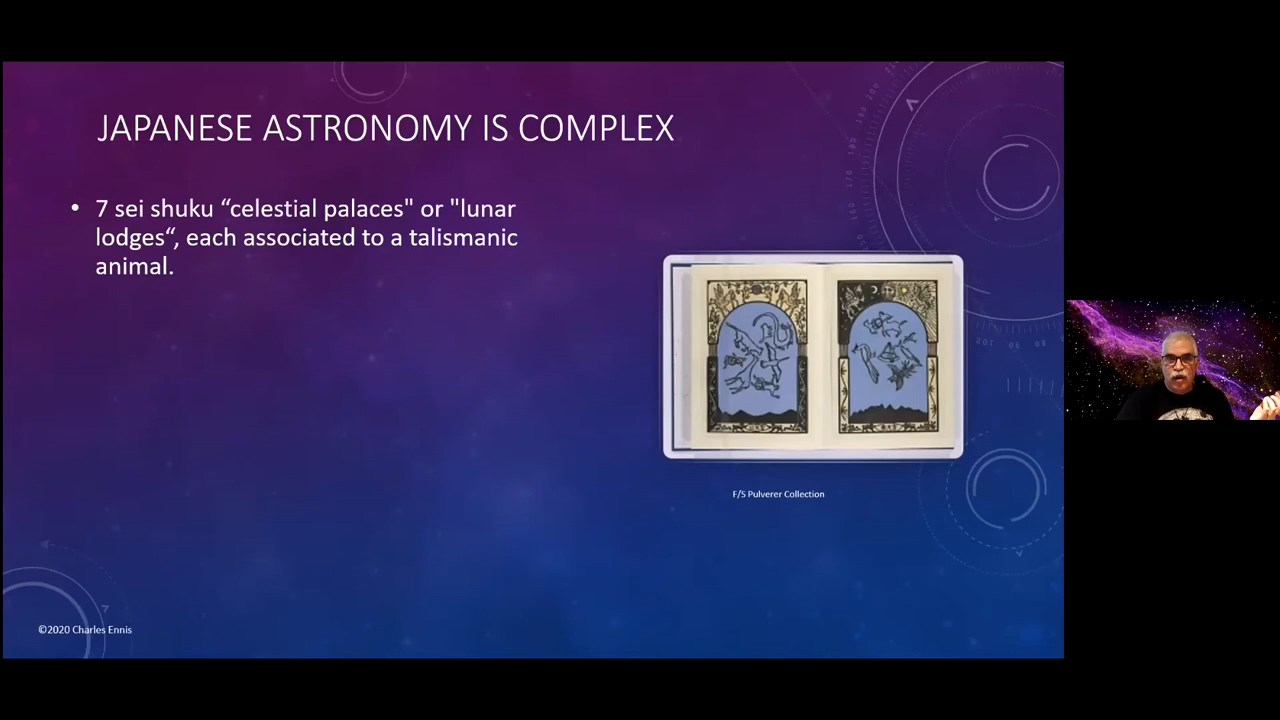 JAPANESE ASTRONOMY IS COMPLEX
• 7 sei shuku “celestial palaces" or "lunar
lodges“, each associated to a talismanic
animal.
F/S Pulverer Collection
©2020 Charles Ennis